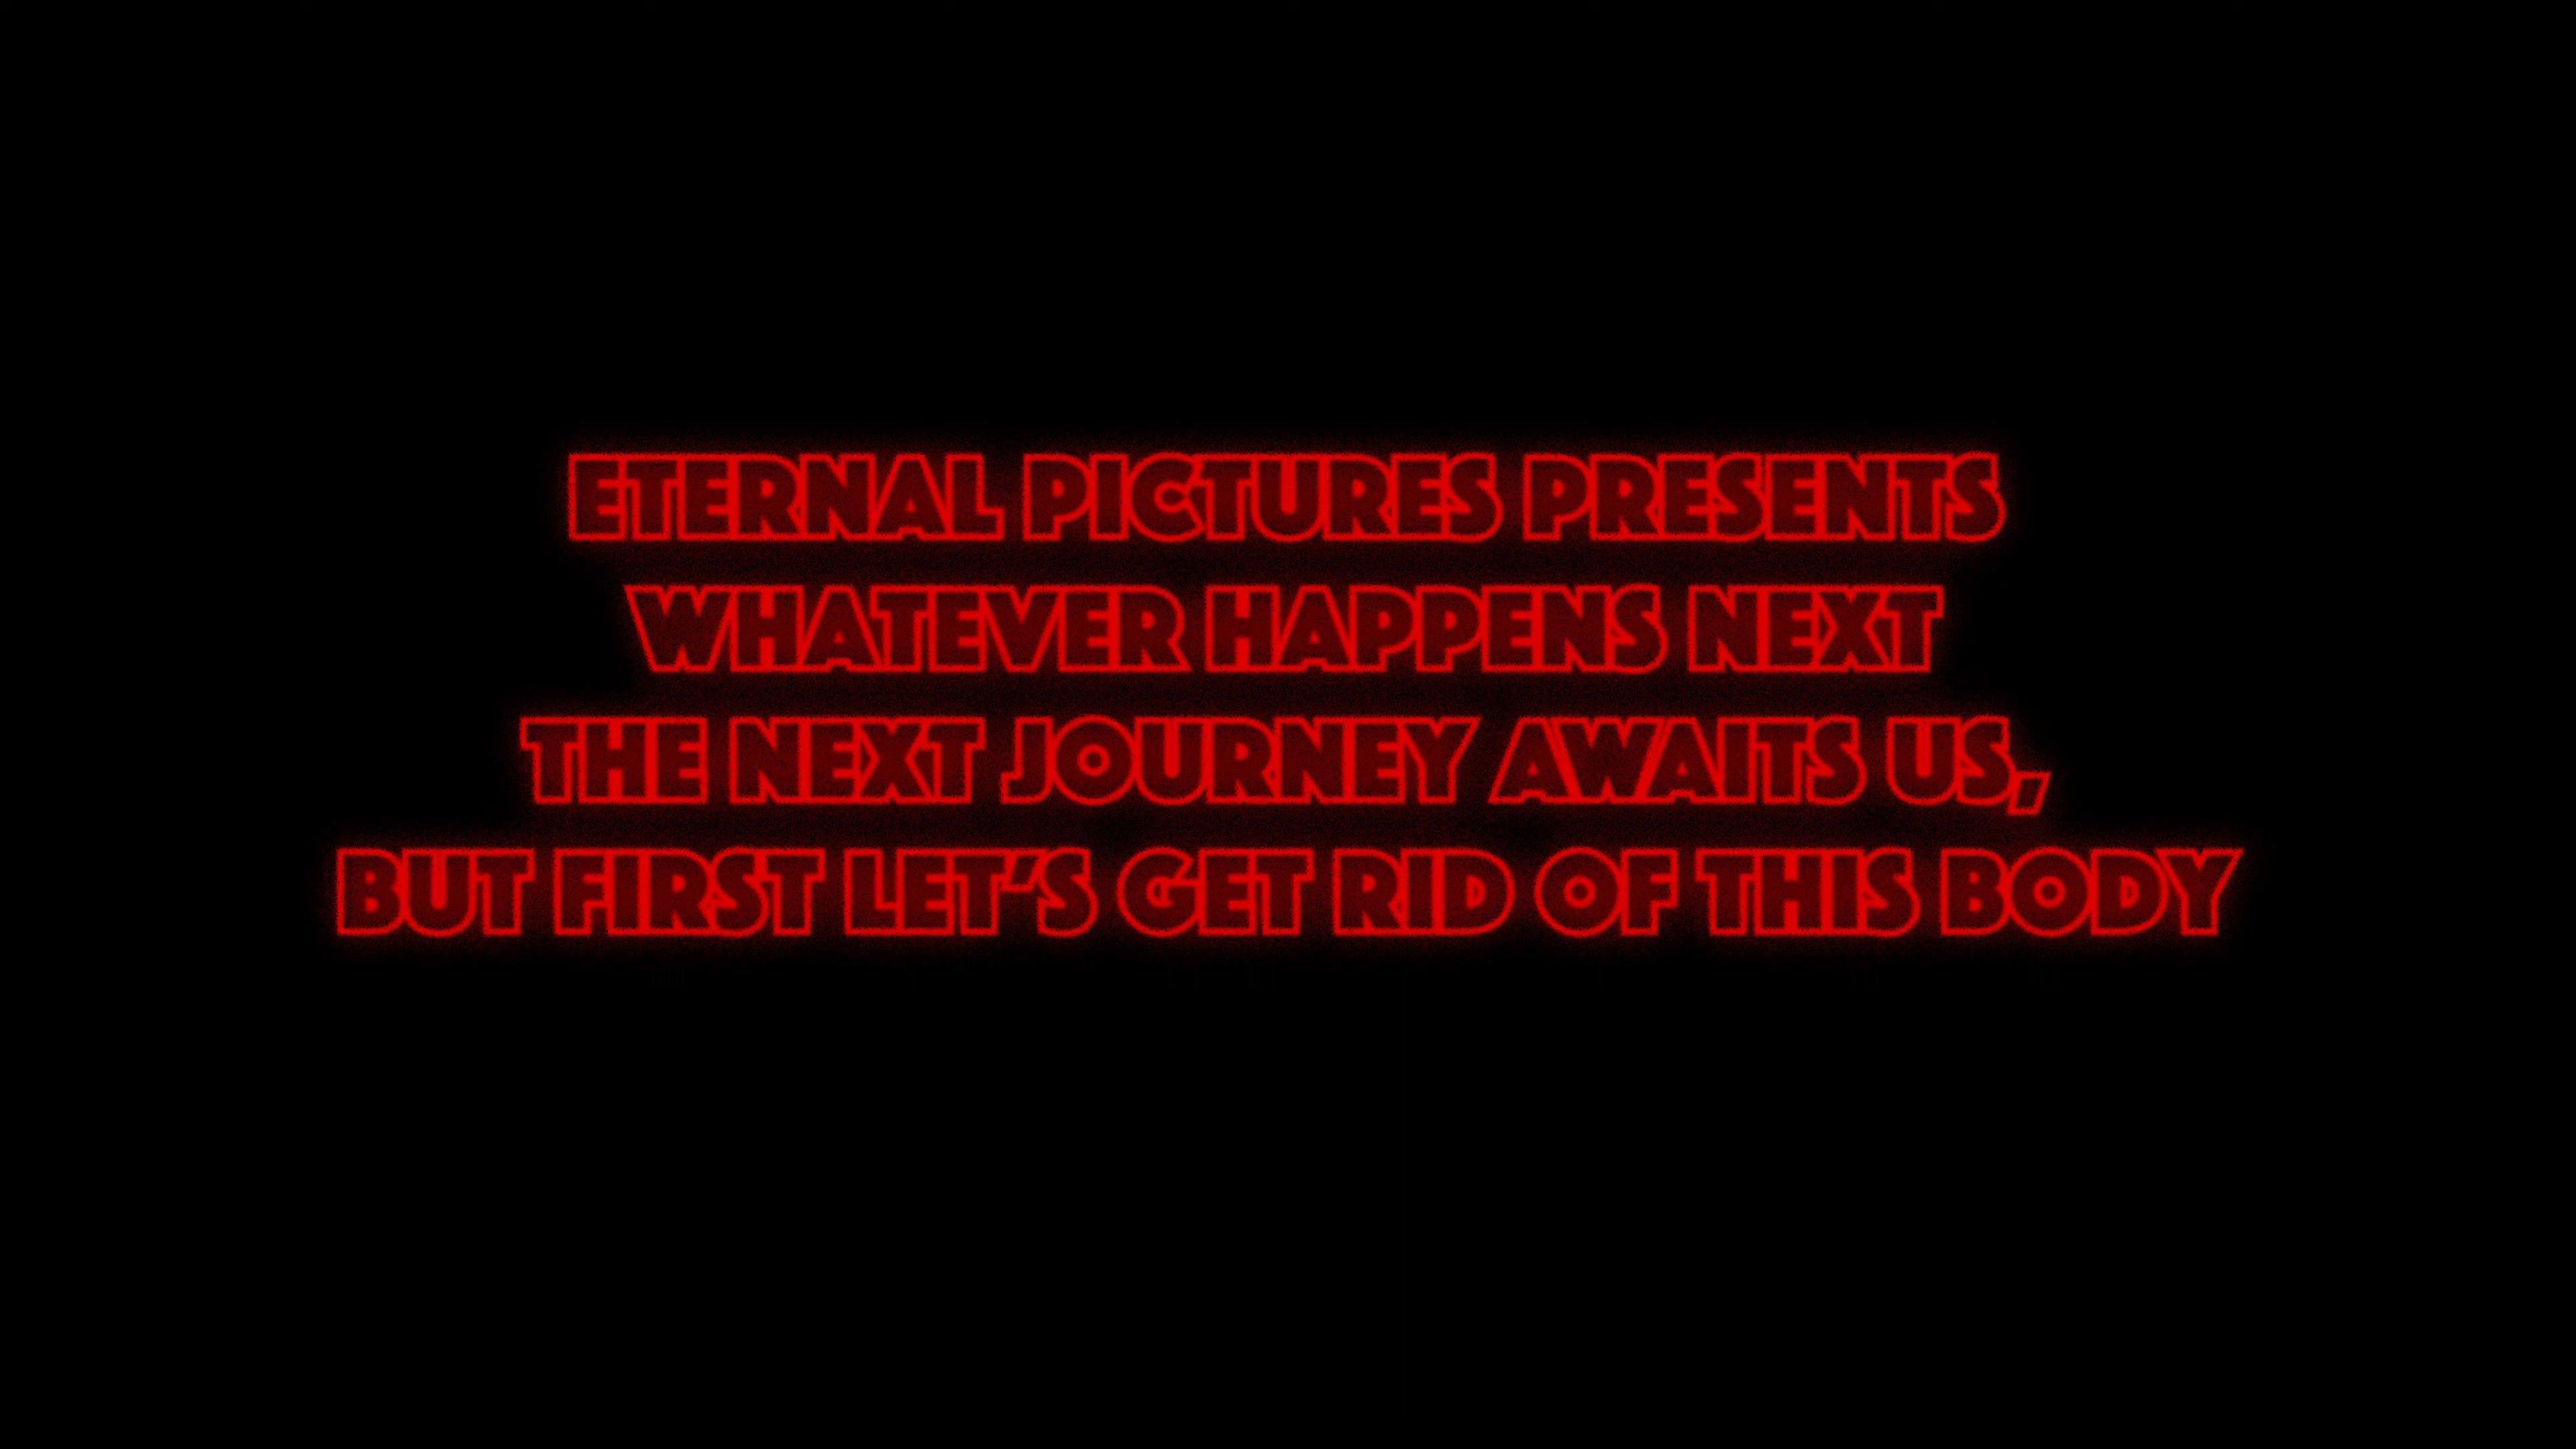 ETERNAL PICTURES PRESENTS
WHATEVER HAPPENS NEXT
THE NEXT JOURNEY AWAITS US,
BUT FIRST LET'S GET RID OF THIS BODY